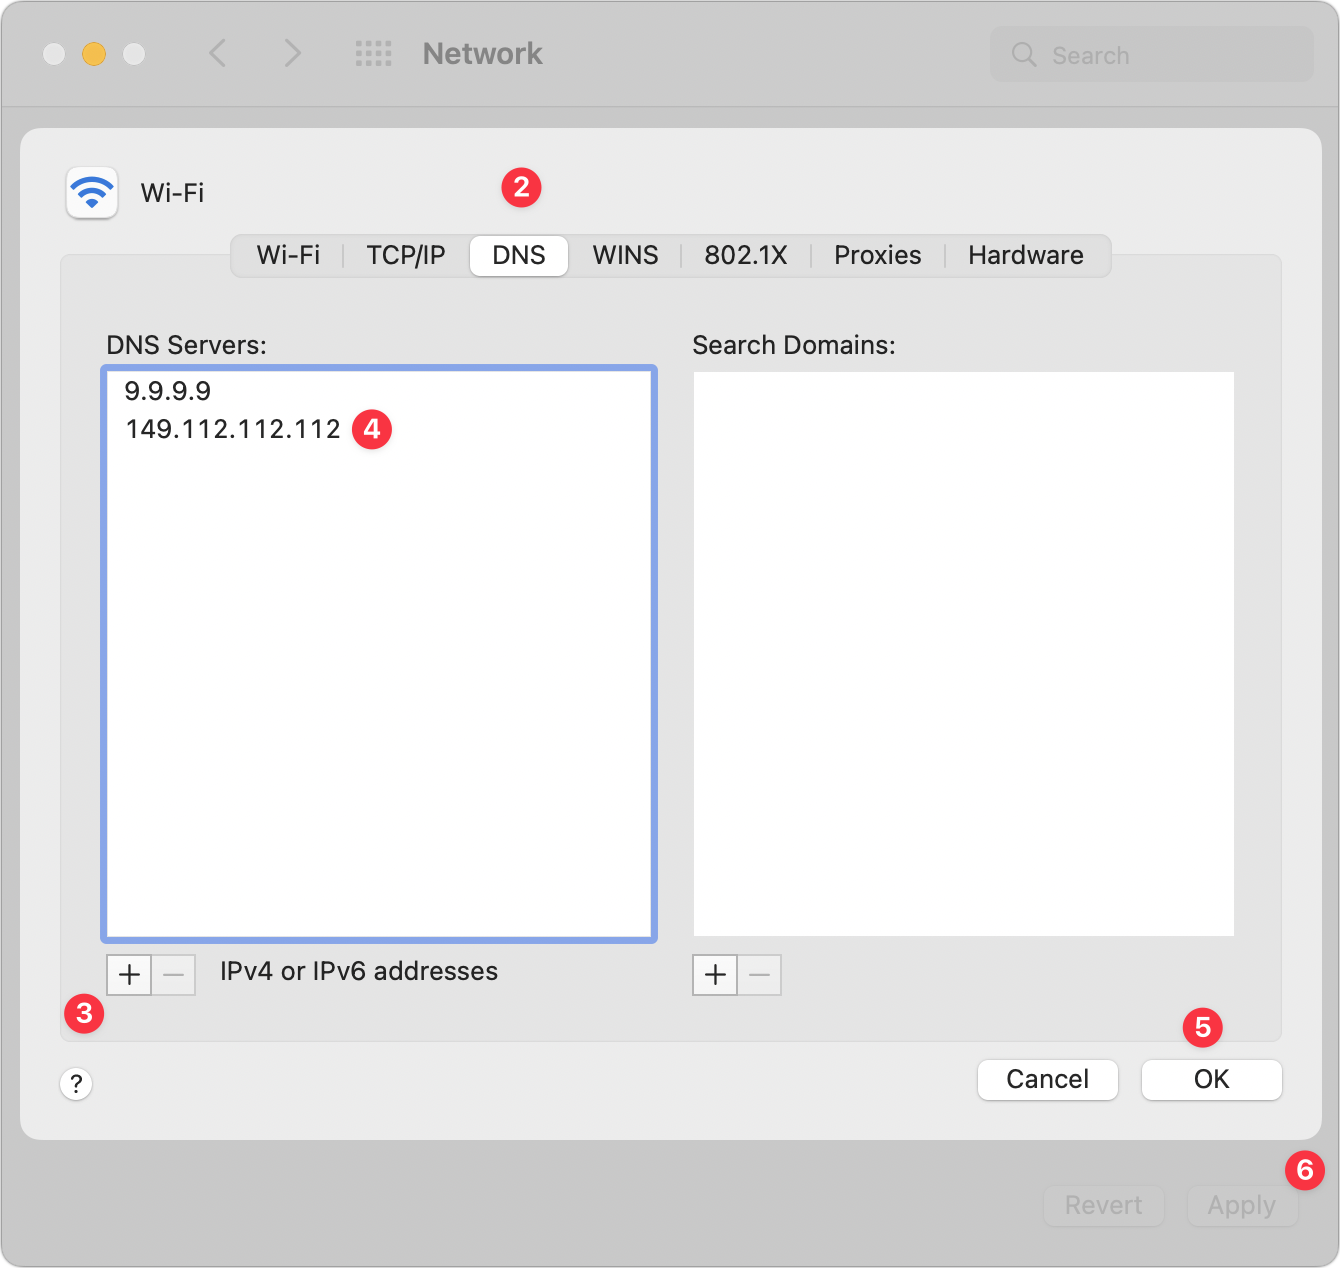 Network
Search
Wi-Fi
2
Wi-Fi TCP/IP DNS WINS 802.1X Proxies Hardware
DNS Servers:
9.9.9.9
149.112.112.112 4
Search Domains:
+ − IPv4 or IPv6 addresses
+ −
3
5
? Cancel OK
6
Revert Apply